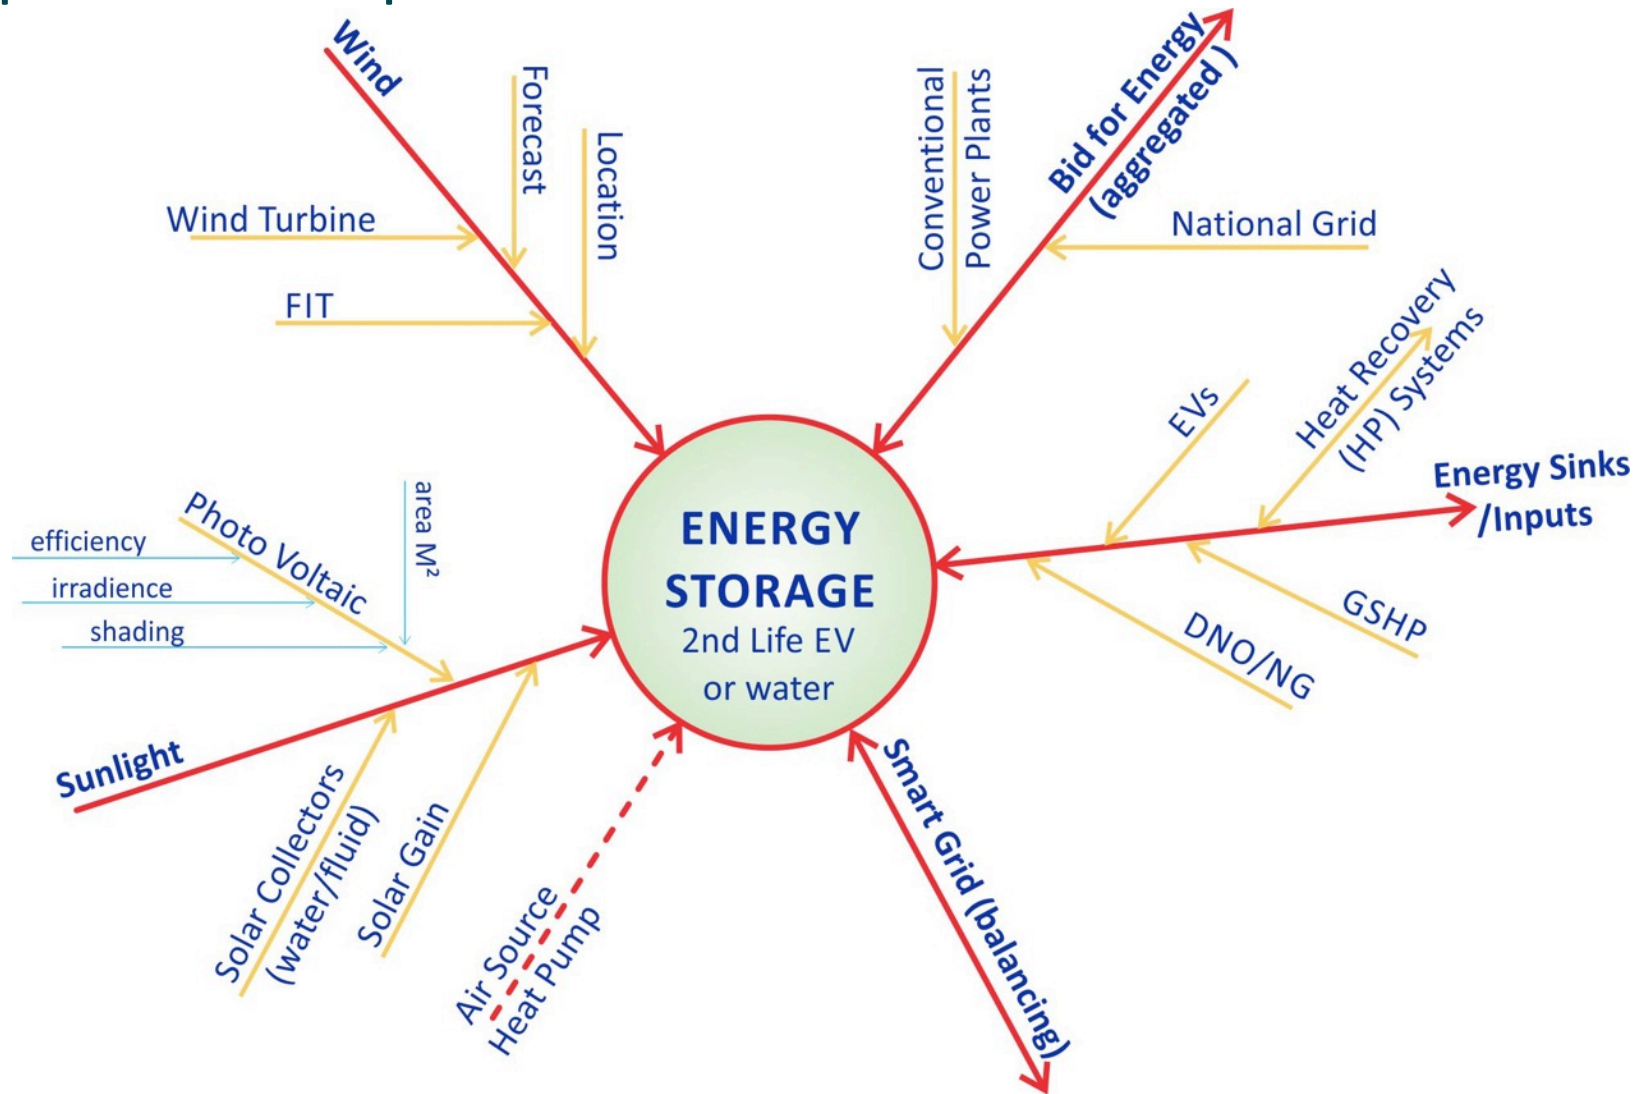 Wind
Forecast
Location
Wind Turbine
FIT
Conventional
Power Plants
Bid for Energy
(aggregated )
National Grid
EVs
Heat Recovery
(HP) Systems
Energy Sinks
/Inputs
GSHP
DNO/NG
ENERGY
STORAGE
2nd Life EV
or water
Photo Voltaic
efficiency
irradience
shading
area M²
Sunlight
Solar Collectors
(water/fluid)
Solar Gain
Air Source
Heat Pump
Smart Grid (balancing)